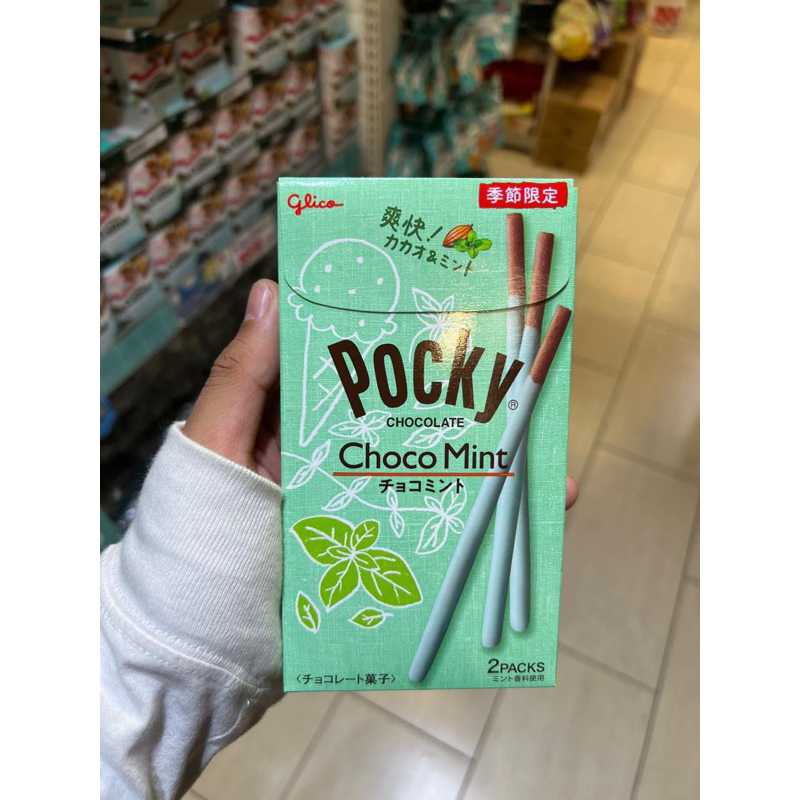 Glico
季節限定
爽快!
カカオ&ミント
POCKY®
CHOCOLATE
Choco Mint
チョコミント
2PACKS
〈チョコレート菓子〉
ミント香料使用